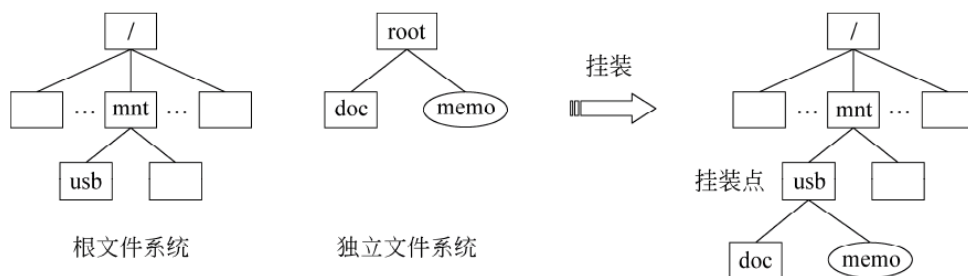 /
… mnt …
usb
根文件系统
root
doc memo
独立文件系统
挂装
/
… mnt …
挂装点 usb
doc memo